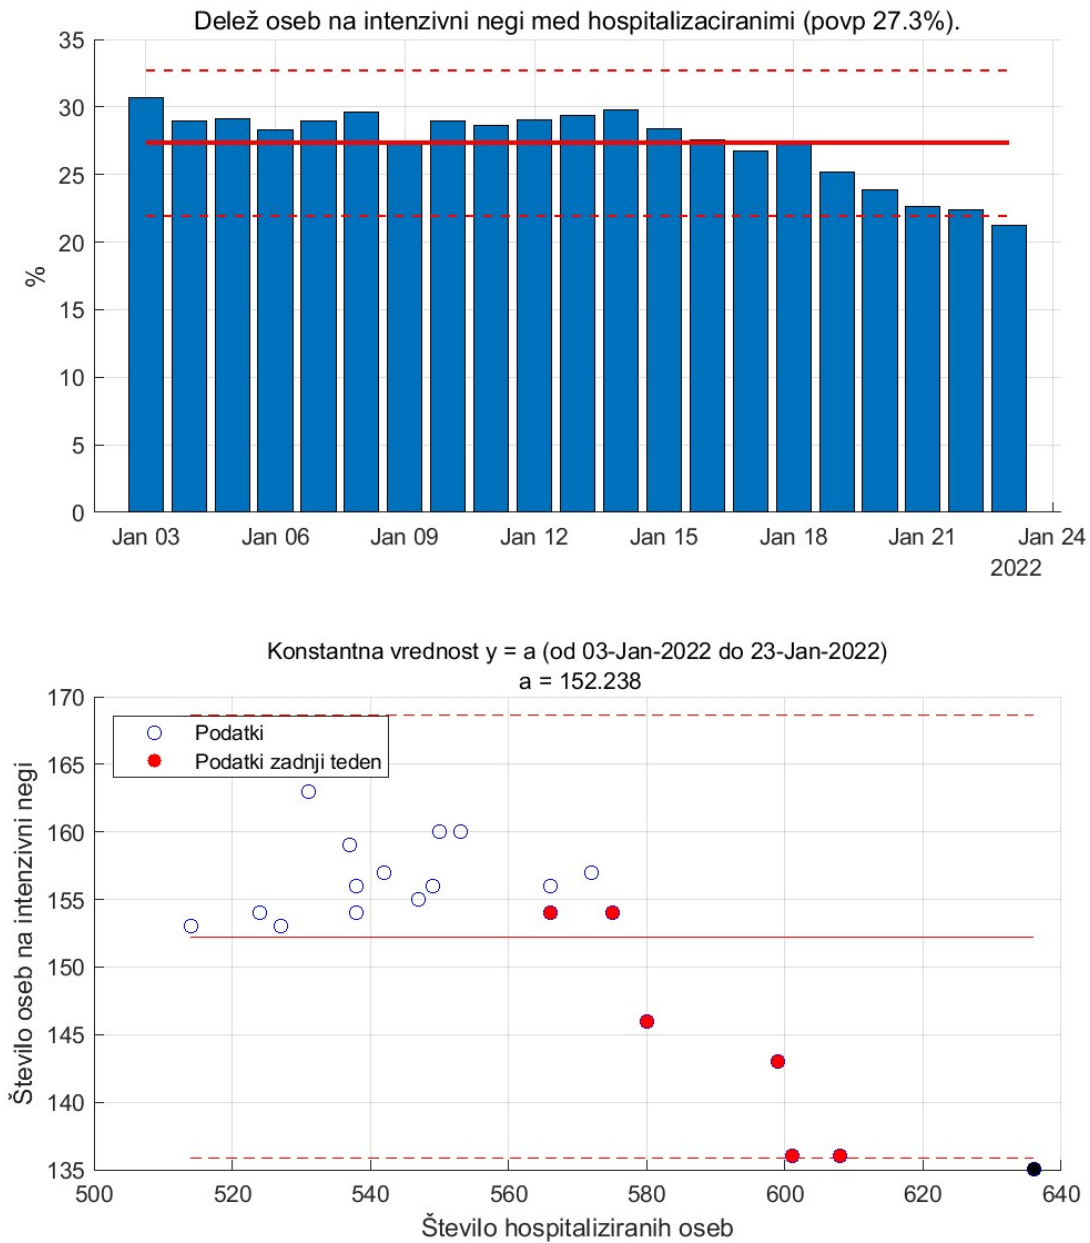 Delež oseb na intenzivni negi med hospitalizaciranimi (povp 27.3%).
35
30
25
20
15
10
5
0
%
Jan 03 Jan 06 Jan 09 Jan 12 Jan 15 Jan 18 Jan 21 Jan 24
2022
Konstantna vrednost y = a (od 03-Jan-2022 do 23-Jan-2022)
a = 152.238
170
165
160
155
150
145
140
135
Število oseb na intenzivni negi
Podatki
Podatki zadnji teden
500 520 540 560 580 600 620 640
Število hospitaliziranih oseb